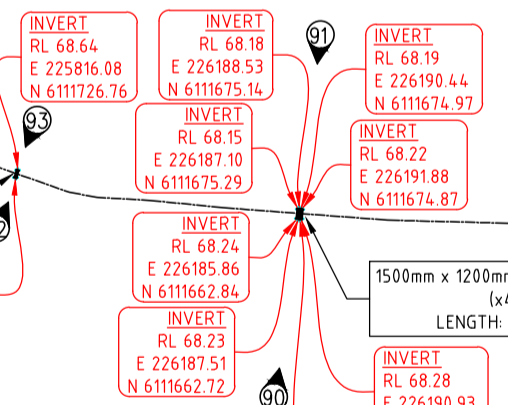 INVERT
RL 68.64
E 225816.08
N 6111726.76
INVERT
RL 68.18
E 226188.53
N 6111675.14
91
INVERT
RL 68.19
E 226190.44
N 6111674.97
93
INVERT
RL 68.15
E 226187.10
N 6111675.29
INVERT
RL 68.22
E 226191.88
N 6111674.87
INVERT
RL 68.24
E 226185.86
N 6111662.84
1500mm x 1200mm
(x4
LENGTH:
INVERT
RL 68.23
E 226187.51
N 6111662.72
90
INVERT
RL 68.28
E 226190.93